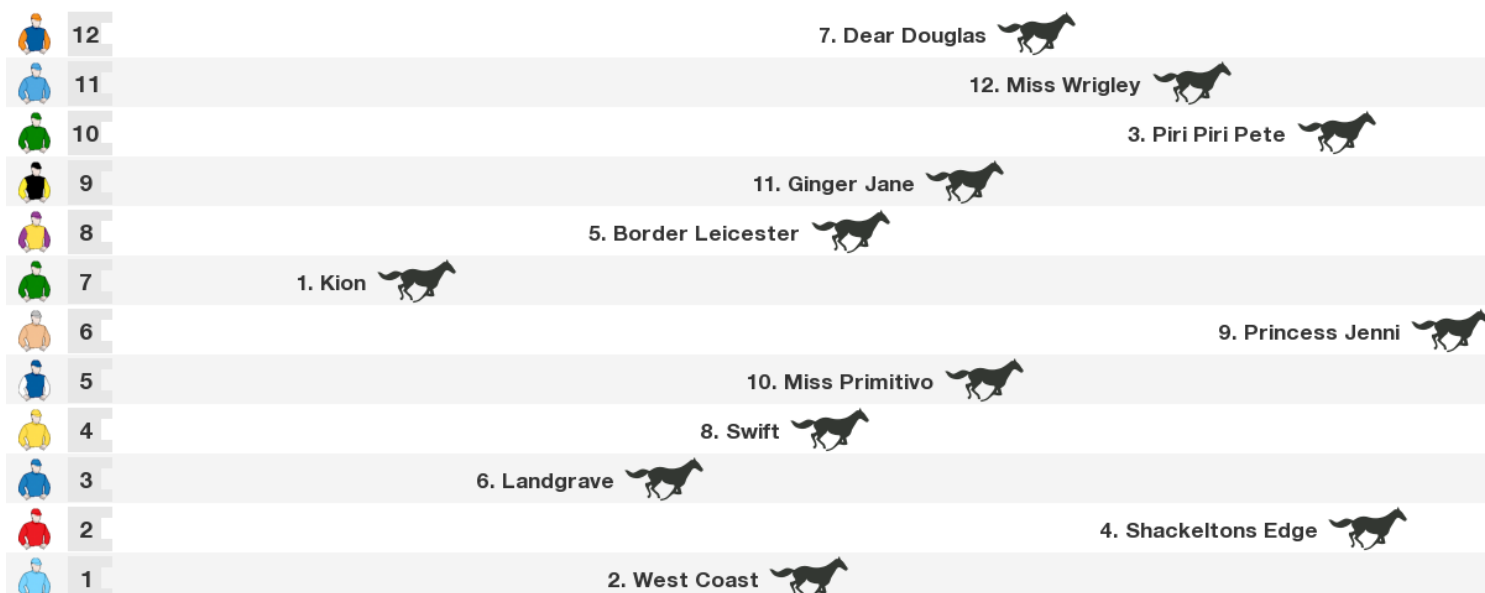 12 7. Dear Douglas
11 12. Miss Wrigley
10 3. Piri Piri Pete
9 11. Ginger Jane
8 5. Border Leicester
7 1. Kion
6 9. Princess Jenni
5 10. Miss Primitivo
4 8. Swift
3 6. Landgrave
2 4. Shackeltons Edge
1 2. West Coast